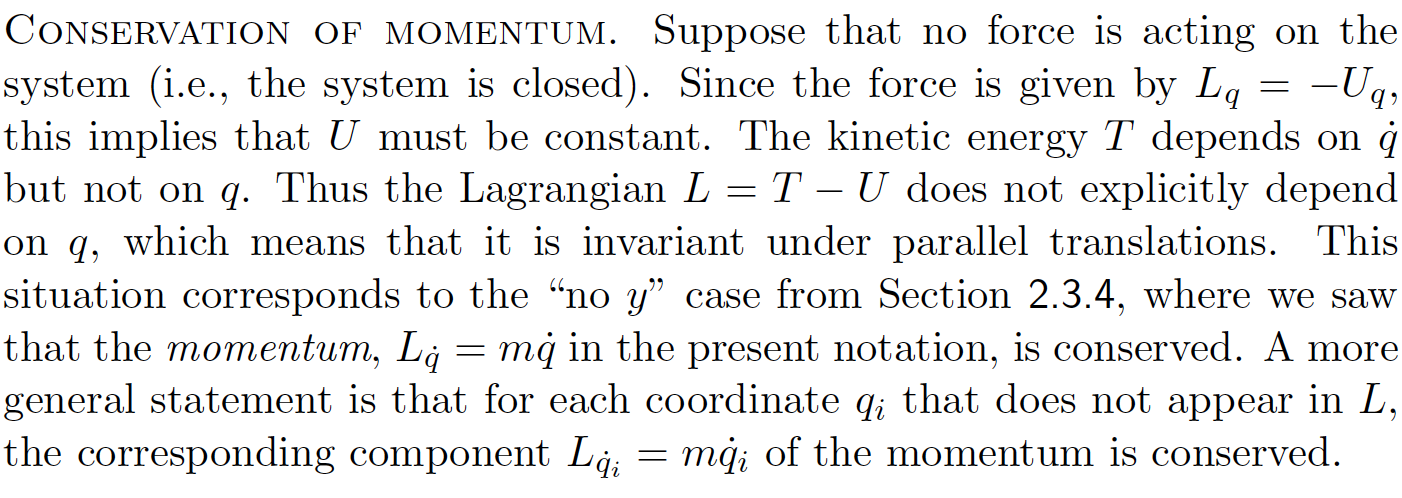 CONSERVATION OF MOMENTUM. Suppose that no force is acting on the
system (i.e., the system is closed). Since the force is given by $L_q = -U_q$,
this implies that $U$ must be constant. The kinetic energy $T$ depends on $\dot{q}$
but not on $q$. Thus the Lagrangian $L = T - U$ does not explicitly depend
on $q$, which means that it is invariant under parallel translations. This
situation corresponds to the “no $y$” case from Section 2.3.4, where we saw
that the momentum, $L_{\dot{q}} = m\dot{q}$ in the present notation, is conserved. A more
general statement is that for each coordinate $q_i$ that does not appear in $L$,
the corresponding component $L_{\dot{q}_i} = m\dot{q}_i$ of the momentum is conserved.